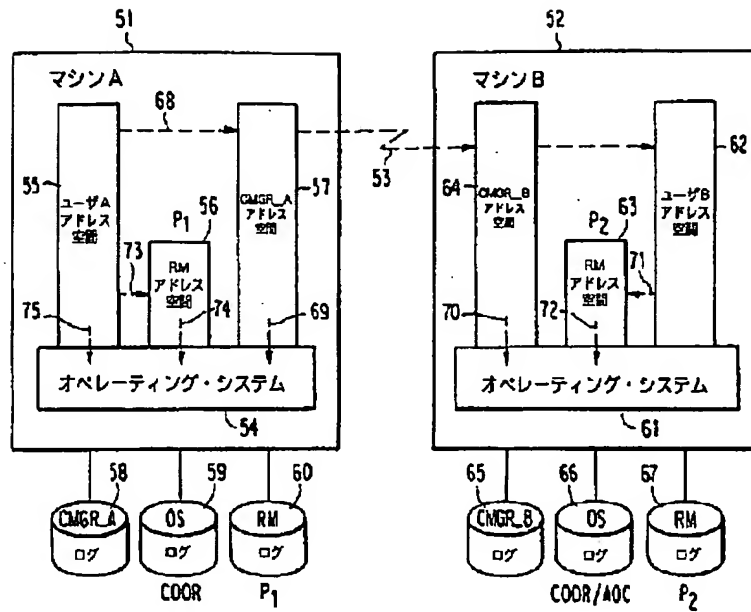 51
52
マシンA
マシンB
68
53
62
55
57
64
ユーザA
アドレス
空間
CMGR_A
アドレス
空間
CMGR_B
アドレス
空間
ユーザB
アドレス
空間
P1
56
RM
アドレス
空間
P2
63
RM
アドレス
空間
73
71
75
74
69
70
72
オペレーティング・システム
オペレーティング・システム
54
61
58
59
60
65
66
67
CMGR_A
ログ
OS
ログ
RM
ログ
CMGR_B
ログ
OS
ログ
RM
ログ
COOR
P1
COOR/AOC
P2